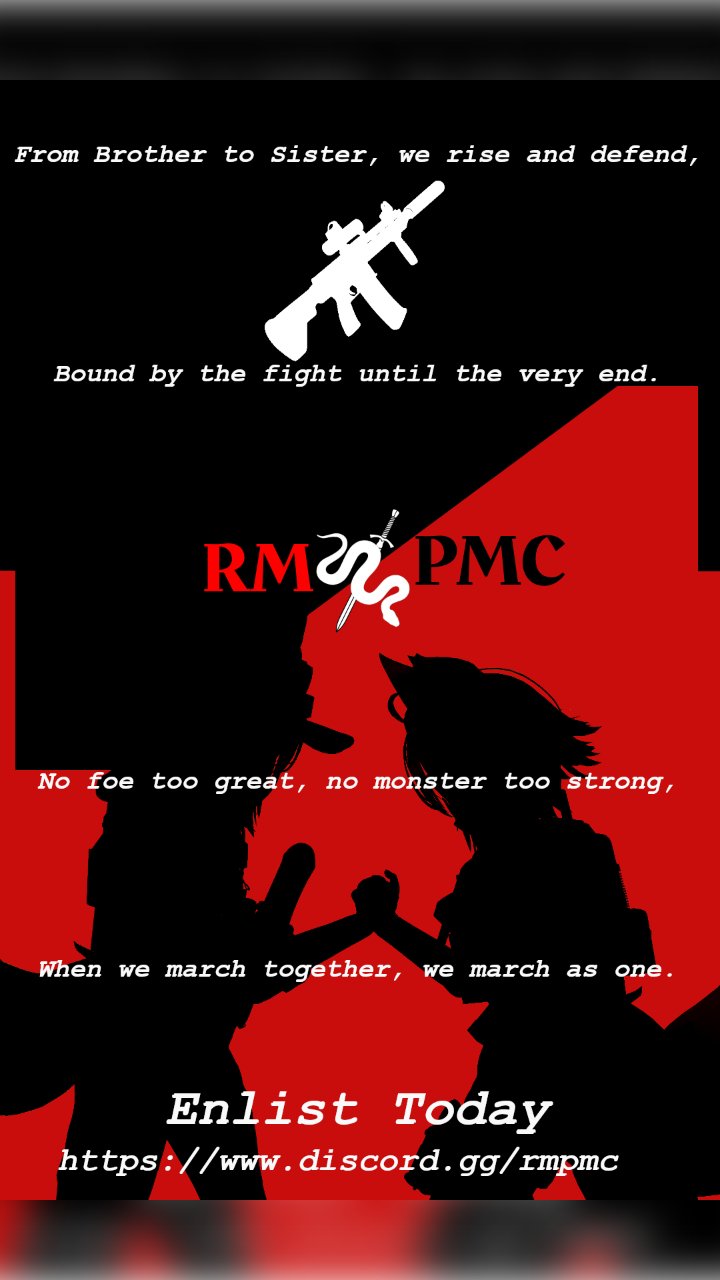 From Brother to Sister, we rise and defend,
Bound by the fight until the very end.
RM PMC
No foe too great, no monster too strong,
When we march together, we march as one.
Enlist Today
https://www.discord.gg/rmpmc